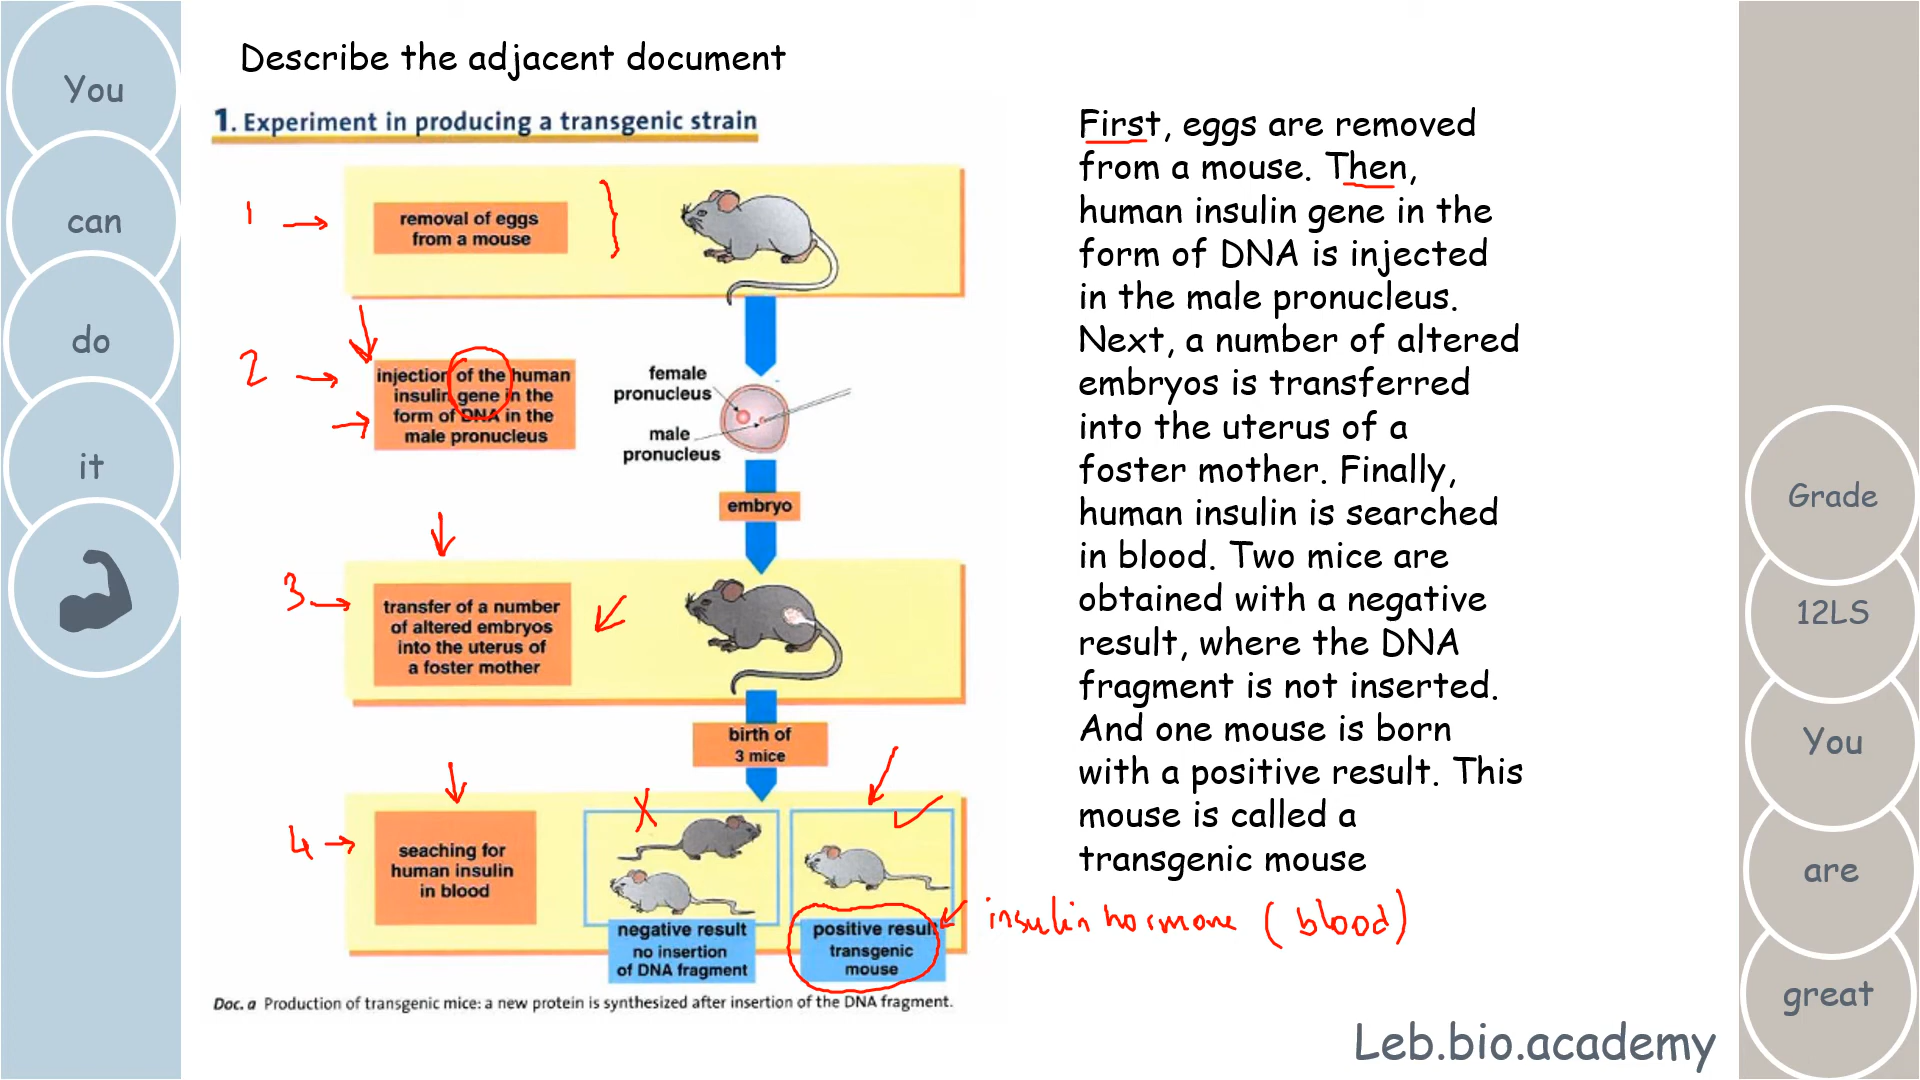 You
can
do
it
Describe the adjacent document
1. Experiment in producing a transgenic strain
1
removal of eggs
from a mouse
2
injection of the human
insulin gene in the
form of DNA in the
male pronucleus
female
pronucleus
male
pronucleus
embryo
3
transfer of a number
of altered embryos
into the uterus of
a foster mother
birth of
3 mice
4
seaching for
human insulin
in blood
X
negative result
no insertion
of DNA fragment
positive result
transgenic
mouse
insulin hormone (blood)
Doc. a Production of transgenic mice: a new protein is synthesized after insertion of the DNA fragment.
First, eggs are removed
from a mouse. Then,
human insulin gene in the
form of DNA is injected
in the male pronucleus.
Next, a number of altered
embryos is transferred
into the uterus of a
foster mother. Finally,
human insulin is searched
in blood. Two mice are
obtained with a negative
result, where the DNA
fragment is not inserted.
And one mouse is born
with a positive result. This
mouse is called a
transgenic mouse
Leb.bio.academy
Grade
12LS
You
are
great